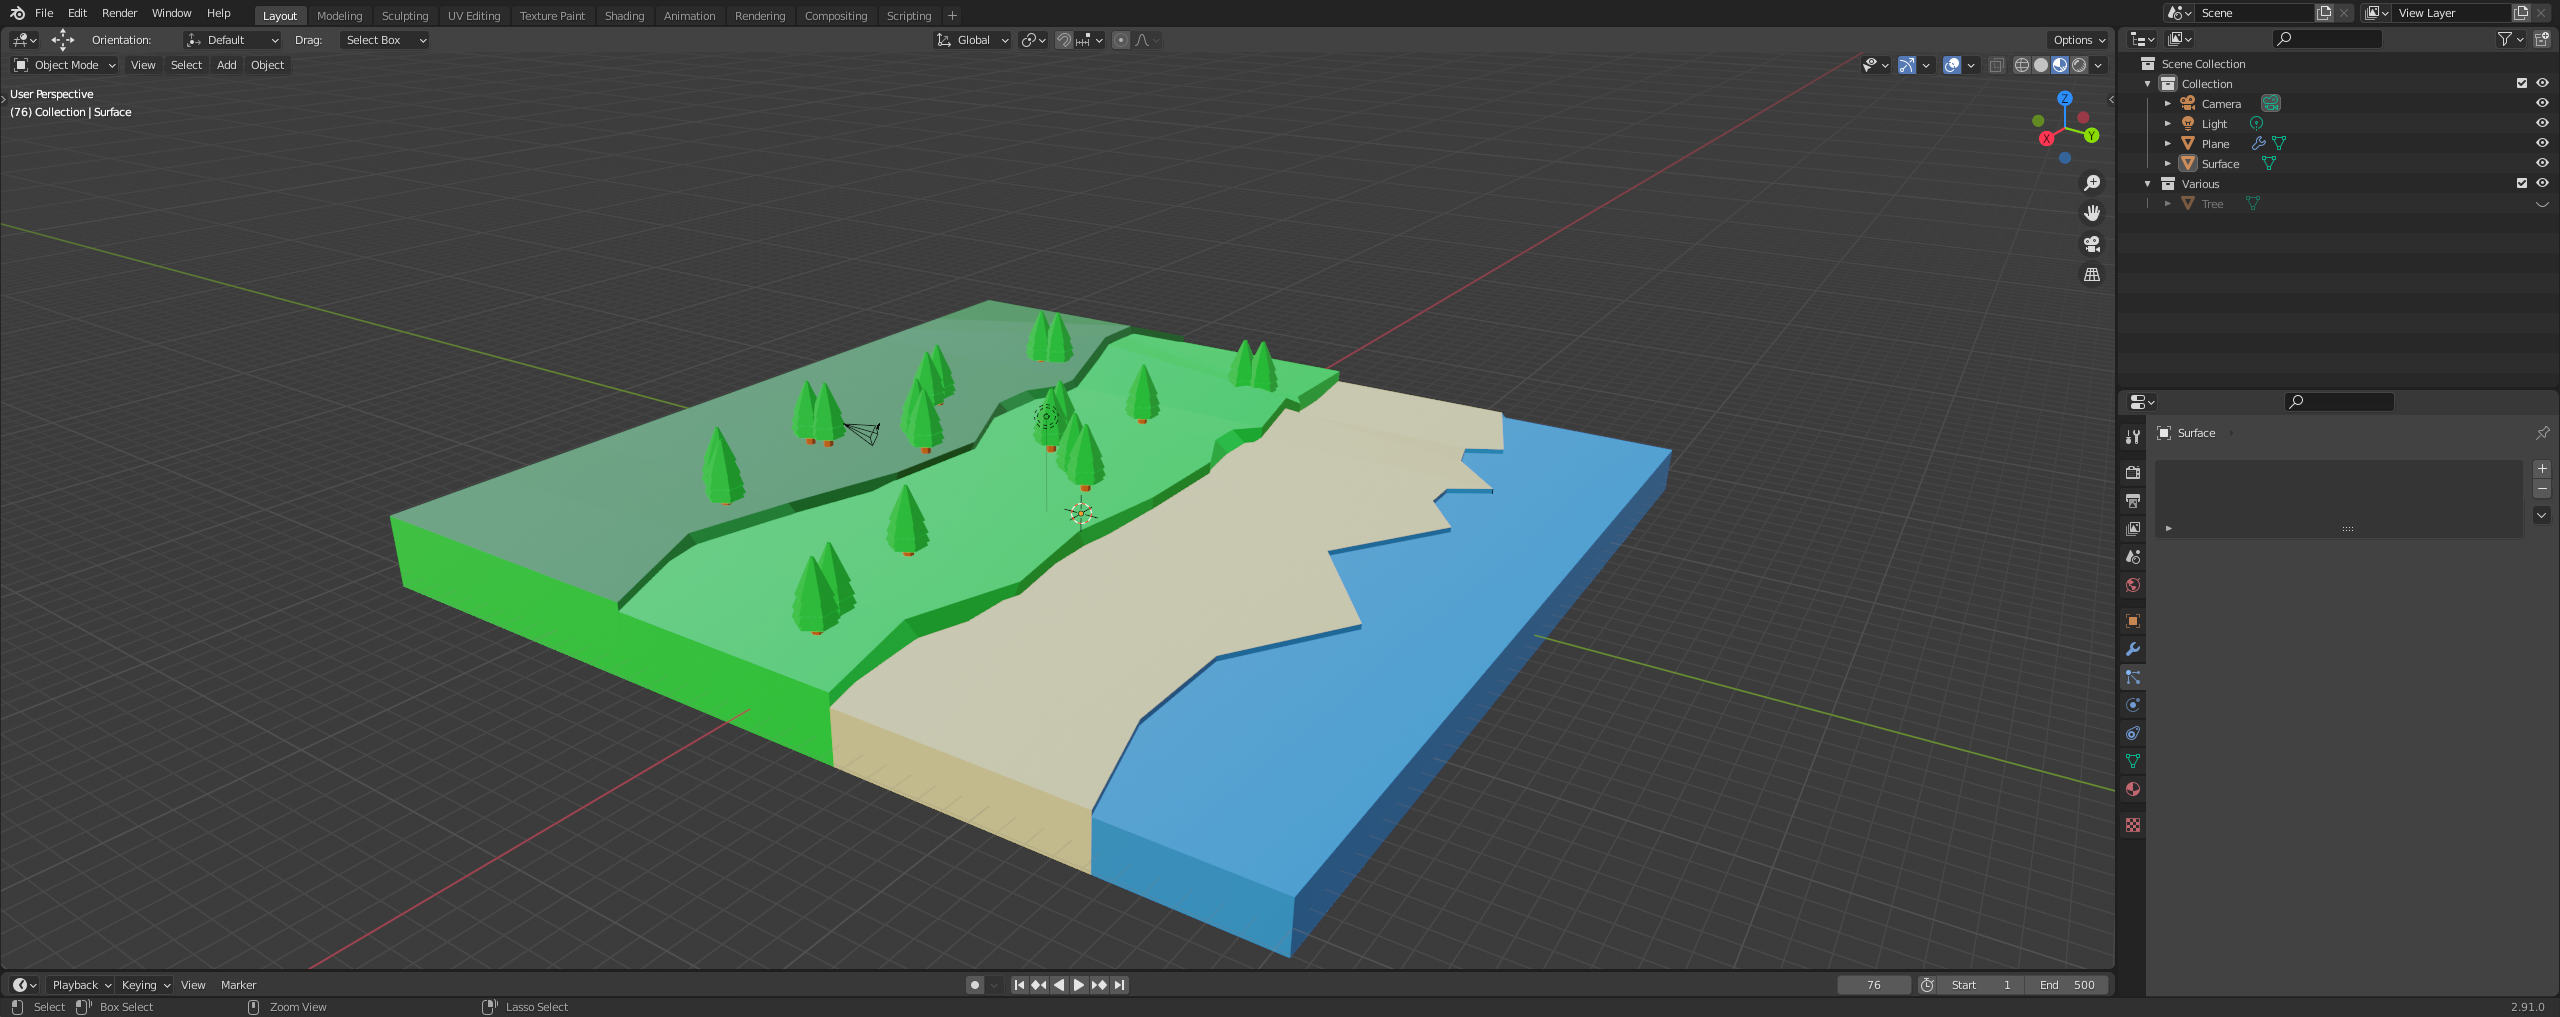 File Edit Render Window Help Layout Modeling Sculpting UV Editing Texture Paint Shading Animation Rendering Compositing Scripting + Scene View Layer
Orientation: Default Drag: Select Box Global Options
Object Mode View Select Add Object
User Perspective
(76) Collection | Surface
Z
Y
X
Scene Collection
Collection
Camera
Light
Plane
Surface
Various
Tree
Surface
Playback Keying View Marker 76 Start 1 End 500
Select Box Select Zoom View Lasso Select 2.91.0